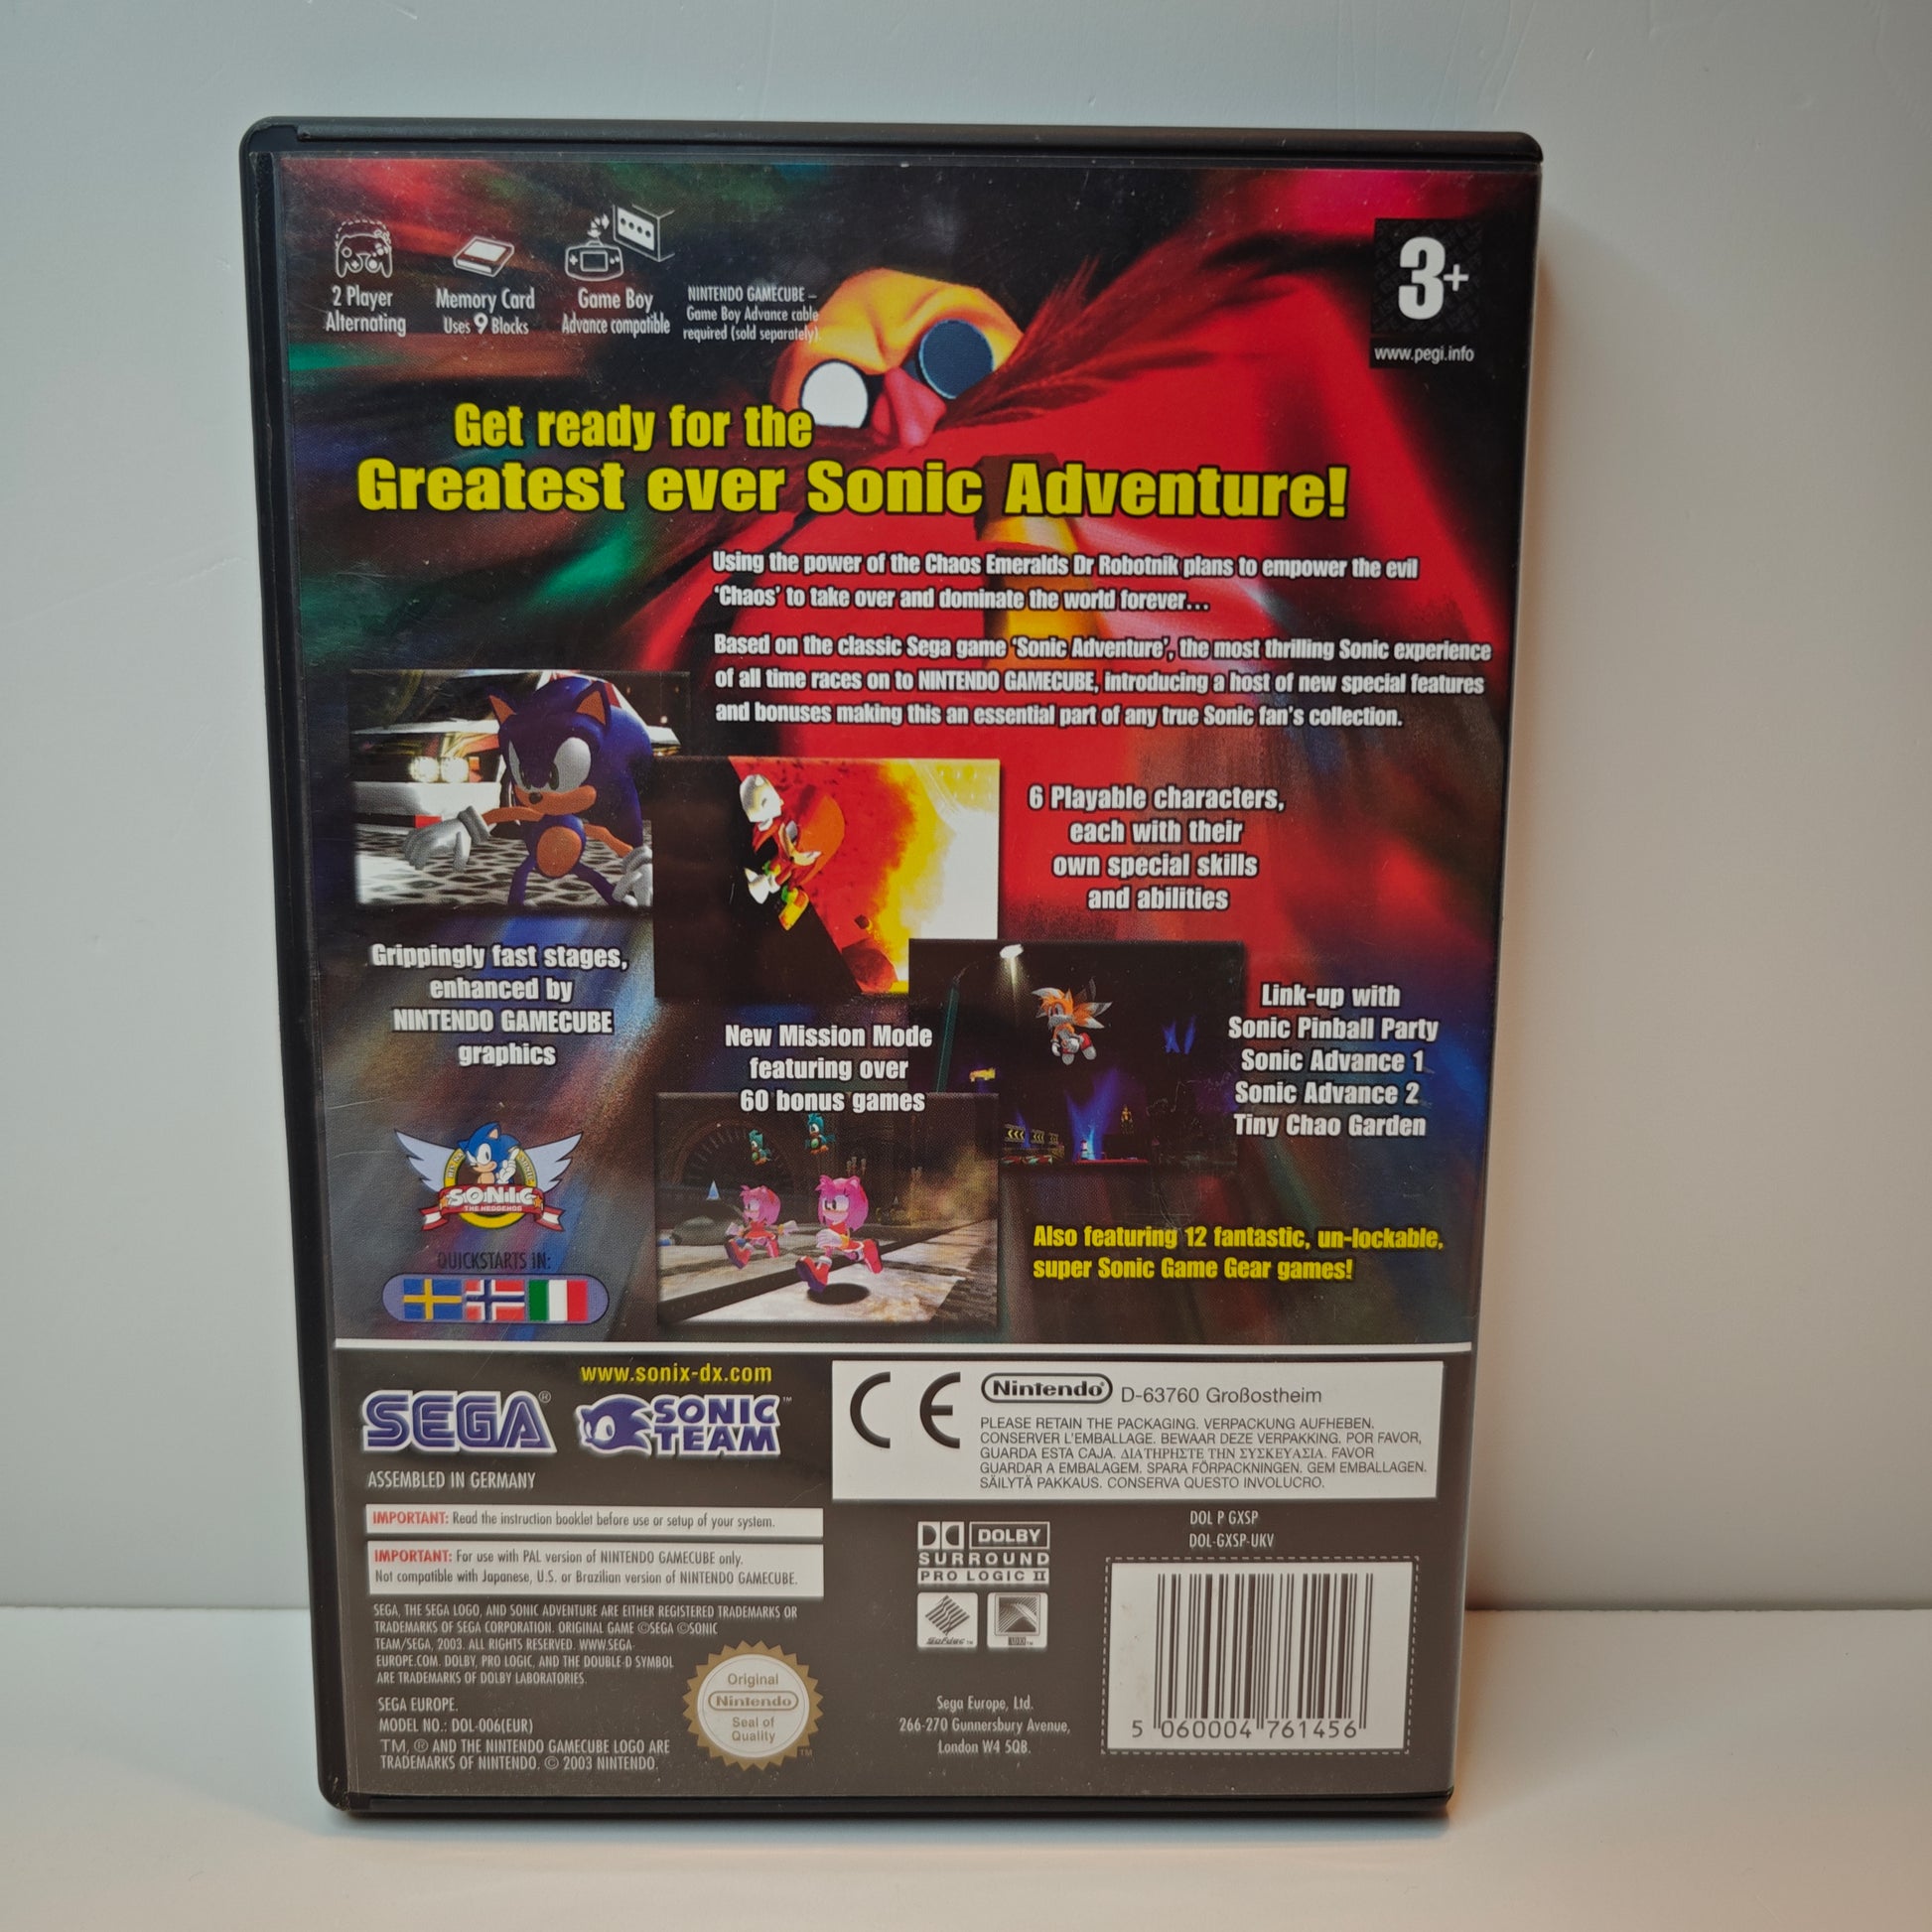 2 Player
Alternating
Memory Card
Uses 9 Blocks
Game Boy
Advance compatible
NINTENDO GAMECUBE –
Game Boy Advance cable
required (sold separately)
3+
www.pegi.info
Get ready for the
Greatest ever Sonic Adventure!
Using the power of the Chaos Emeralds Dr Robotnik plans to empower the evil
‘Chaos’ to take over and dominate the world forever...
Based on the classic Sega game ‘Sonic Adventure’, the most thrilling Sonic experience
of all time races on to NINTENDO GAMECUBE, introducing a host of new special features
and bonuses making this an essential part of any true Sonic fan’s collection.
6 Playable characters,
each with their
own special skills
and abilities
Grippingly fast stages,
enhanced by
NINTENDO GAMECUBE
graphics
New Mission Mode
featuring over
60 bonus games
Link-up with
Sonic Pinball Party
Sonic Advance 1
Sonic Advance 2
Tiny Chao Garden
SONIC
THE HEDGEHOG
QUICKSTARTS IN:
Also featuring 12 fantastic, un-lockable,
super Sonic Game Gear games!
www.sonix-dx.com
SEGA®
SONIC
TEAM™
ASSEMBLED IN GERMANY
CE
Nintendo® D-63760 Großostheim
PLEASE RETAIN THE PACKAGING. VERPACKUNG AUFHEBEN.
CONSERVER L'EMBALLAGE. BEWAAR DEZE VERPAKKING. POR FAVOR,
GUARDA ESTA CAJA. ΔΙΑΤΗΡΗΣΤΕ ΤΗΝ ΣΥΣΚΕΥΑΣΙΑ. FAVOR
GUARDAR A EMBALAGEM. SPARA FÖRPACKNINGEN. GEM EMBALLAGEN.
SÄILYTÄ PAKKAUS. CONSERVA QUESTO INVOLUCRO.
IMPORTANT: Read the instruction booklet before use or setup of your system.
IMPORTANT: For use with PAL version of NINTENDO GAMECUBE only.
Not compatible with Japanese, U.S. or Brazilian version of NINTENDO GAMECUBE.
DOLBY
SURROUND
PRO LOGIC II
DOL P GXSP
DOL-GXSP-UKV
SEGA, THE SEGA LOGO, AND SONIC ADVENTURE ARE EITHER REGISTERED TRADEMARKS OR
TRADEMARKS OF SEGA CORPORATION. ORIGINAL GAME ©SEGA ©SONIC
TEAM/SEGA, 2003. ALL RIGHTS RESERVED. WWW.SEGA-
EUROPE.COM. DOLBY, PRO LOGIC, AND THE DOUBLE-D SYMBOL
ARE TRADEMARKS OF DOLBY LABORATORIES.
SEGA EUROPE.
MODEL NO.: DOL-006(EUR)
TM, ® AND THE NINTENDO GAMECUBE LOGO ARE
TRADEMARKS OF NINTENDO. © 2003 NINTENDO.
Original
Nintendo
Seal of
Quality
TM
Sofdec™
Sega Europe, Ltd.
266-270 Gunnersbury Avenue,
London W4 5QB.
5 060004 761456